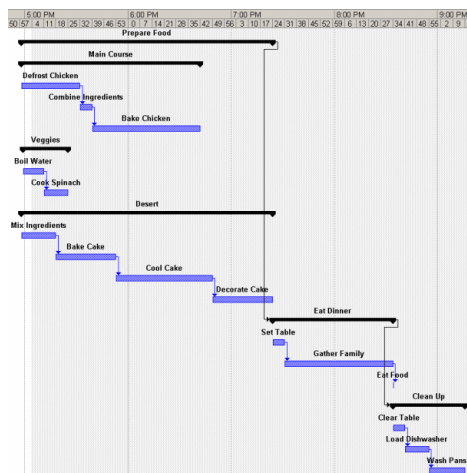 5:00 PM 6:00 PM 7:00 PM 8:00 PM 9:00 PM
50 57 4 11 18 25 32 39 46 53 0 7 14 21 28 35 42 49 56 3 10 17 24 31 38 45 52 59 6 13 20 27 34 41 48 55 2 9
Prepare Food
Main Course
Defrost Chicken
Combine Ingredients
Bake Chicken
Veggies
Boil Water
Cook Spinach
Desert
Mix Ingredients
Bake Cake
Cool Cake
Decorate Cake
Eat Dinner
Set Table
Gather Family
Eat Food
Clean Up
Clear Table
Load Dishwasher
Wash Pans